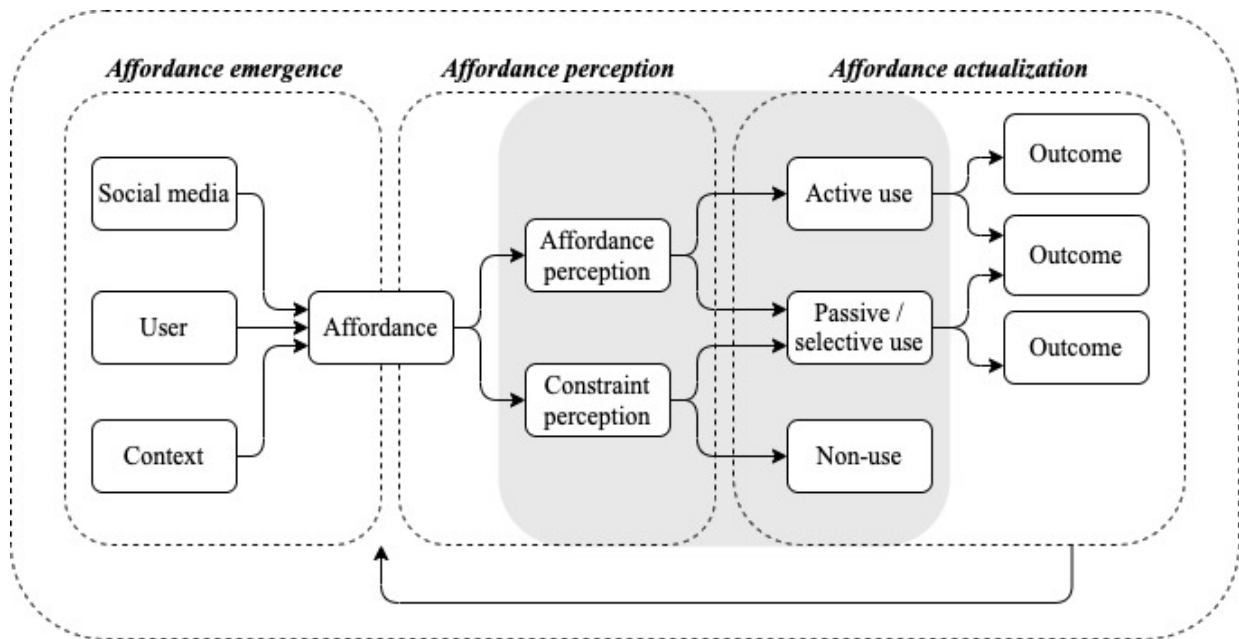 Affordance emergence
Affordance perception
Affordance actualization
Social media
User
Context
Affordance
Affordance
perception
Constraint
perception
Active use
Passive /
selective use
Non-use
Outcome
Outcome
Outcome